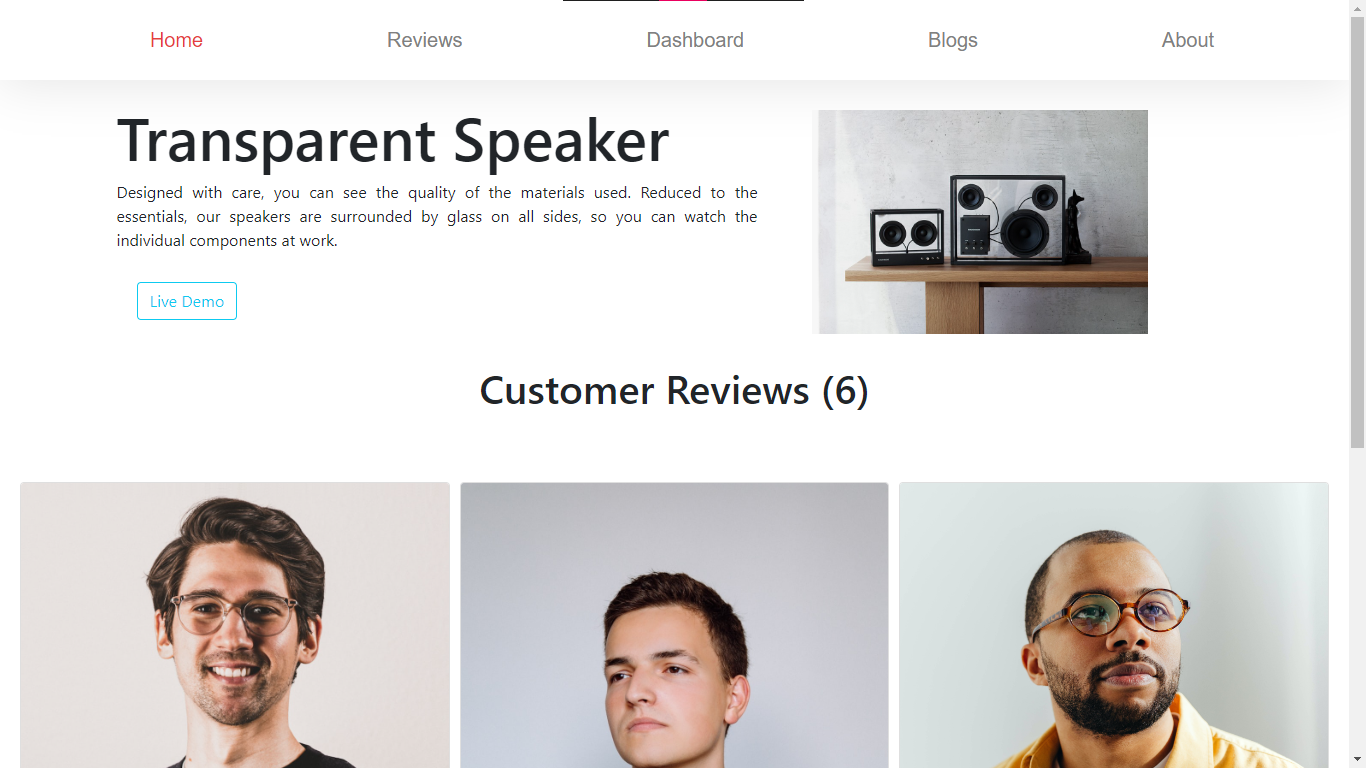 Home Reviews Dashboard Blogs About
Transparent Speaker
Designed with care, you can see the quality of the materials used. Reduced to the
essentials, our speakers are surrounded by glass on all sides, so you can watch the
individual components at work.
Live Demo
Customer Reviews (6)